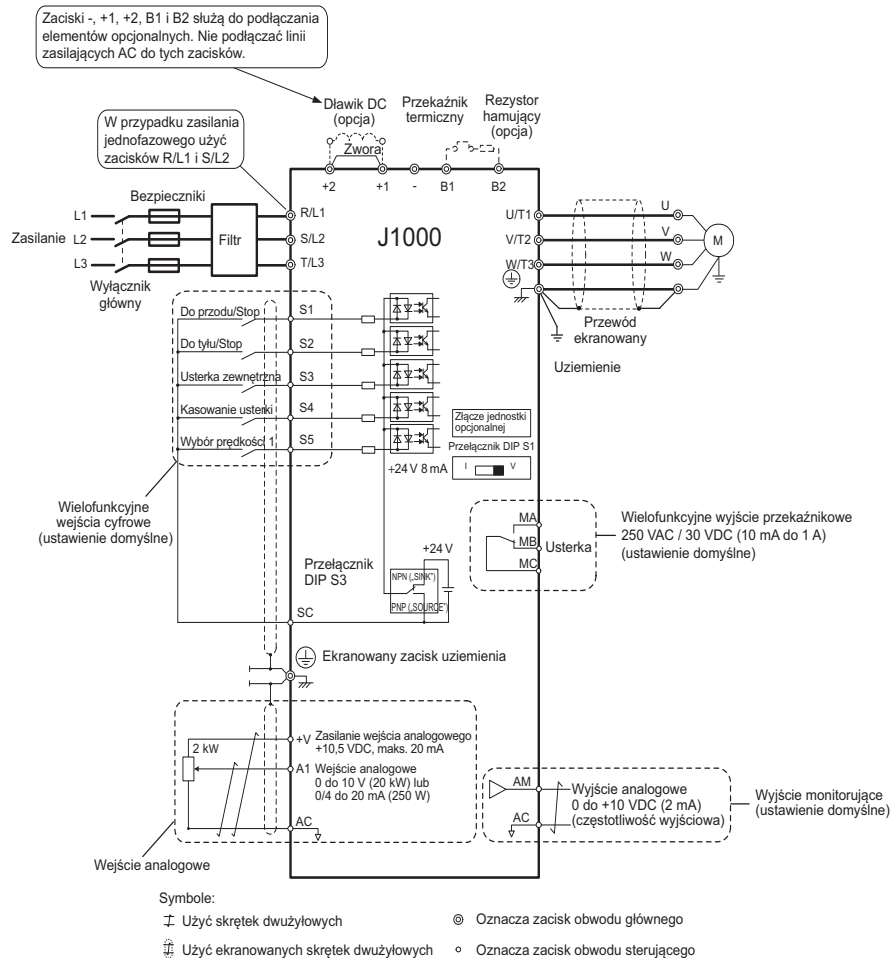 Zaciski -, +1, +2, B1 i B2 służą do podłączania
elementów opcjonalnych. Nie podłączać linii
zasilających AC do tych zacisków.
W przypadku zasilania
jednofazowego użyć
zacisków R/L1 i S/L2
Dławik DC
(opcja)
Przekaźnik
termiczny
Rezystor
hamujący
(opcja)
Zwora
+2
+1
-
B1
B2
Bezpieczniki
Zasilanie
L1
L2
L3
Filtr
Wyłącznik
główny
R/L1
S/L2
T/L3
J1000
U/T1
V/T2
W/T3
U
V
W
M
Przewód
ekranowany
Uziemienie
Do przodu/Stop
S1
Do tyłu/Stop
S2
Usterka zewnętrzna
S3
Kasowanie usterki
S4
Wybór prędkości 1
S5
Złącze jednostki
opcjonalnej
Przełącznik DIP S1
I
V
+24 V 8 mA
Wielofunkcyjne
wejścia cyfrowe
(ustawienie domyślne)
MA
MB
MC
Usterka
Wielofunkcyjne wyjście przekaźnikowe
250 VAC / 30 VDC (10 mA do 1 A)
(ustawienie domyślne)
Przełącznik
DIP S3
+24 V
NPN („SINK”)
PNP („SOURCE”)
SC
Ekranowany zacisk uziemienia
2 kW
+V
Zasilanie wejścia analogowego
+10,5 VDC, maks. 20 mA
A1
Wejście analogowe
0 do 10 V (20 kW) lub
0/4 do 20 mA (250 W)
AC
Wejście analogowe
AM
AC
Wyjście analogowe
0 do +10 VDC (2 mA)
(częstotliwość wyjściowa)
Wyjście monitorujące
(ustawienie domyślne)
Symbole:
Użyć skrętek dwużyłowych
Oznacza zacisk obwodu głównego
Użyć ekranowanych skrętek dwużyłowych
Oznacza zacisk obwodu sterującego